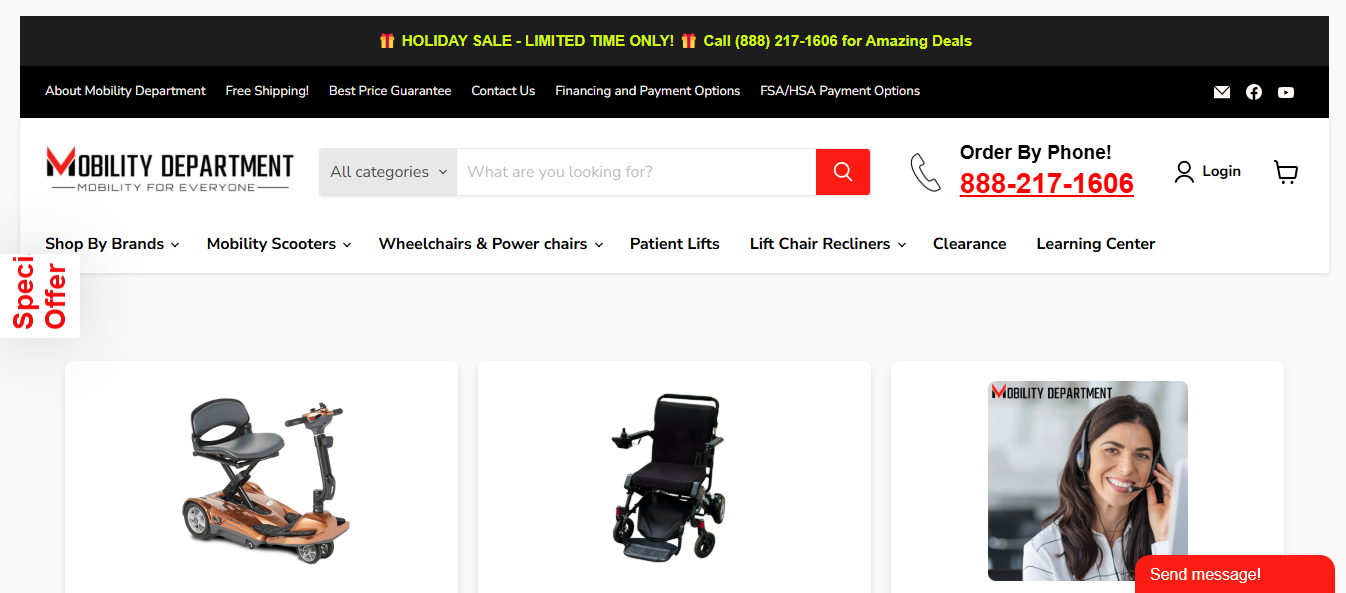 🎁 HOLIDAY SALE - LIMITED TIME ONLY! 🎁 Call (888) 217-1606 for Amazing Deals
About Mobility Department Free Shipping! Best Price Guarantee Contact Us Financing and Payment Options FSA/HSA Payment Options
MOBILITY DEPARTMENT
MOBILITY FOR EVERYONE
All categories
What are you looking for?
Order By Phone!
888-217-1606
Login
Shop By Brands Mobility Scooters Wheelchairs & Power chairs Patient Lifts Lift Chair Recliners Clearance Learning Center
Speci
Offer
MOBILITY DEPARTMENT
Send message!